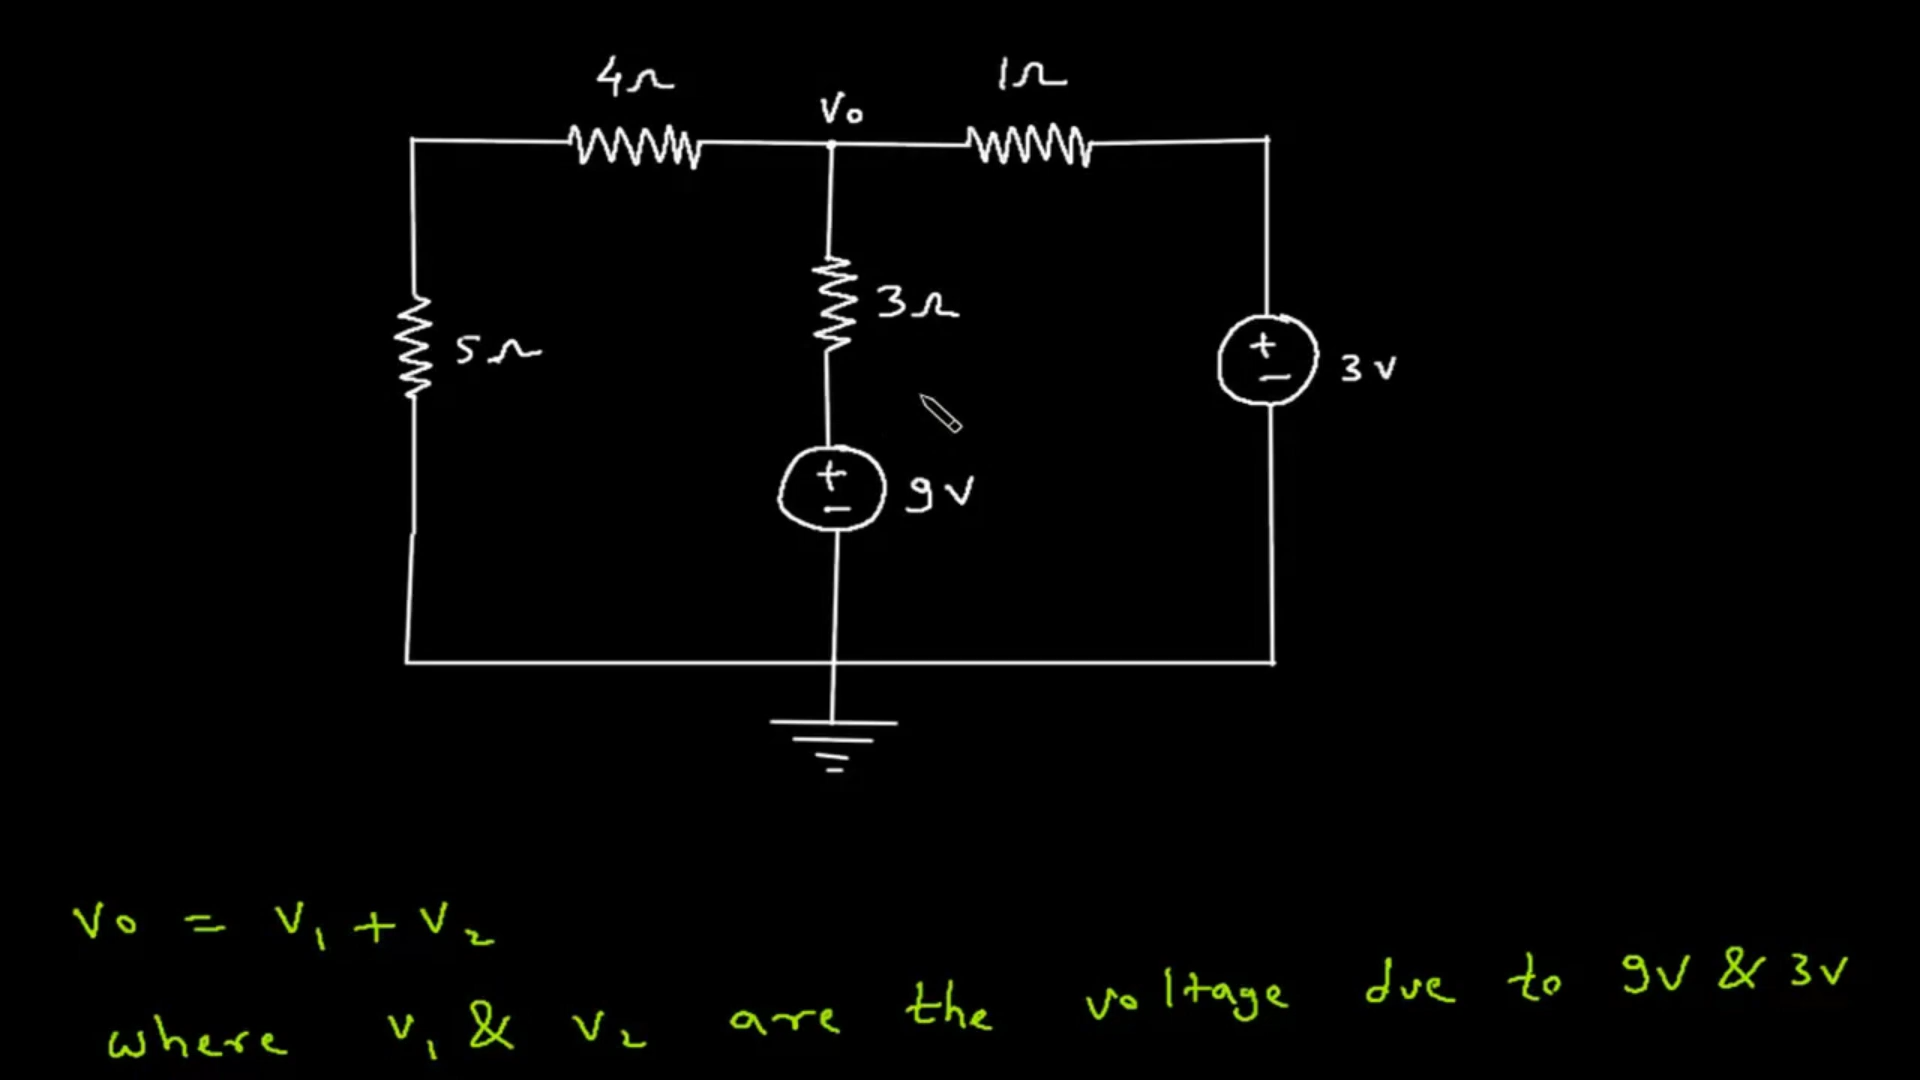 4Ω
Vo
1Ω
3Ω
5Ω
+
-
3V
+
-
9V
Vo = V₁ + V₂
where V₁ & V₂ are the voltage due to 9V & 3V